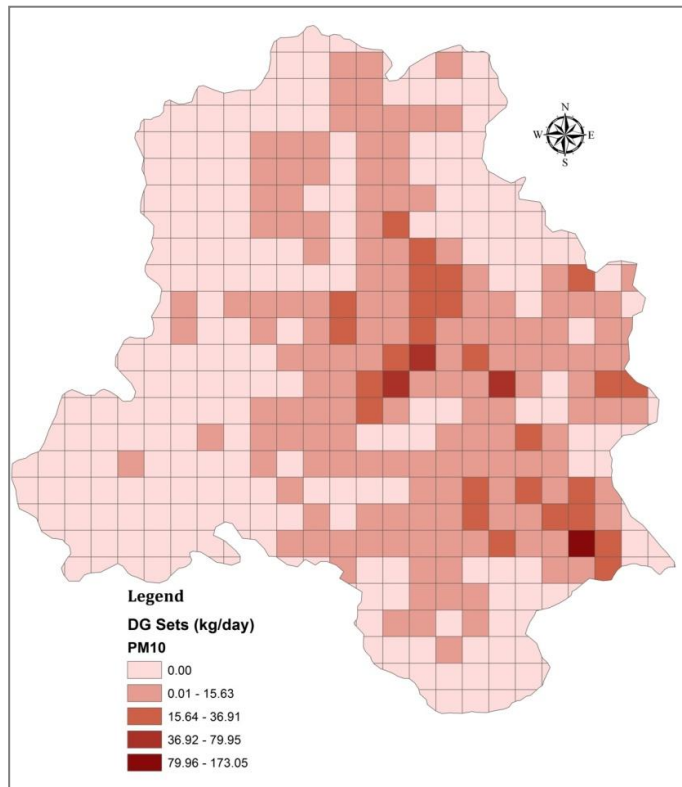 N
W E
S
Legend
DG Sets (kg/day)
PM10
0.00
0.01 - 15.63
15.64 - 36.91
36.92 - 79.95
79.96 - 173.05